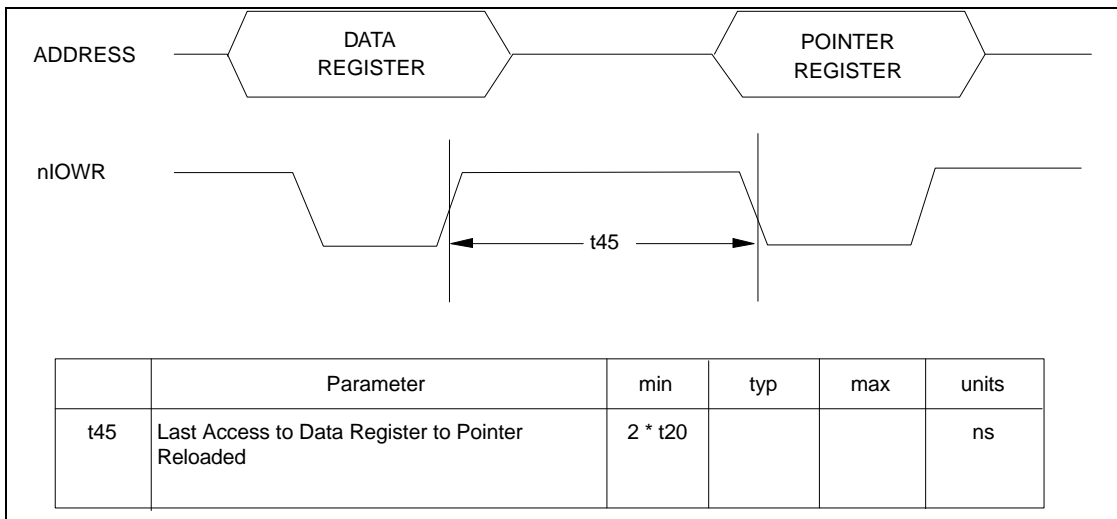 ADDRESS
DATA
REGISTER
POINTER
REGISTER
nIOWR
t45
Parameter min typ max units
t45 Last Access to Data Register to Pointer 2 * t20 ns
Reloaded